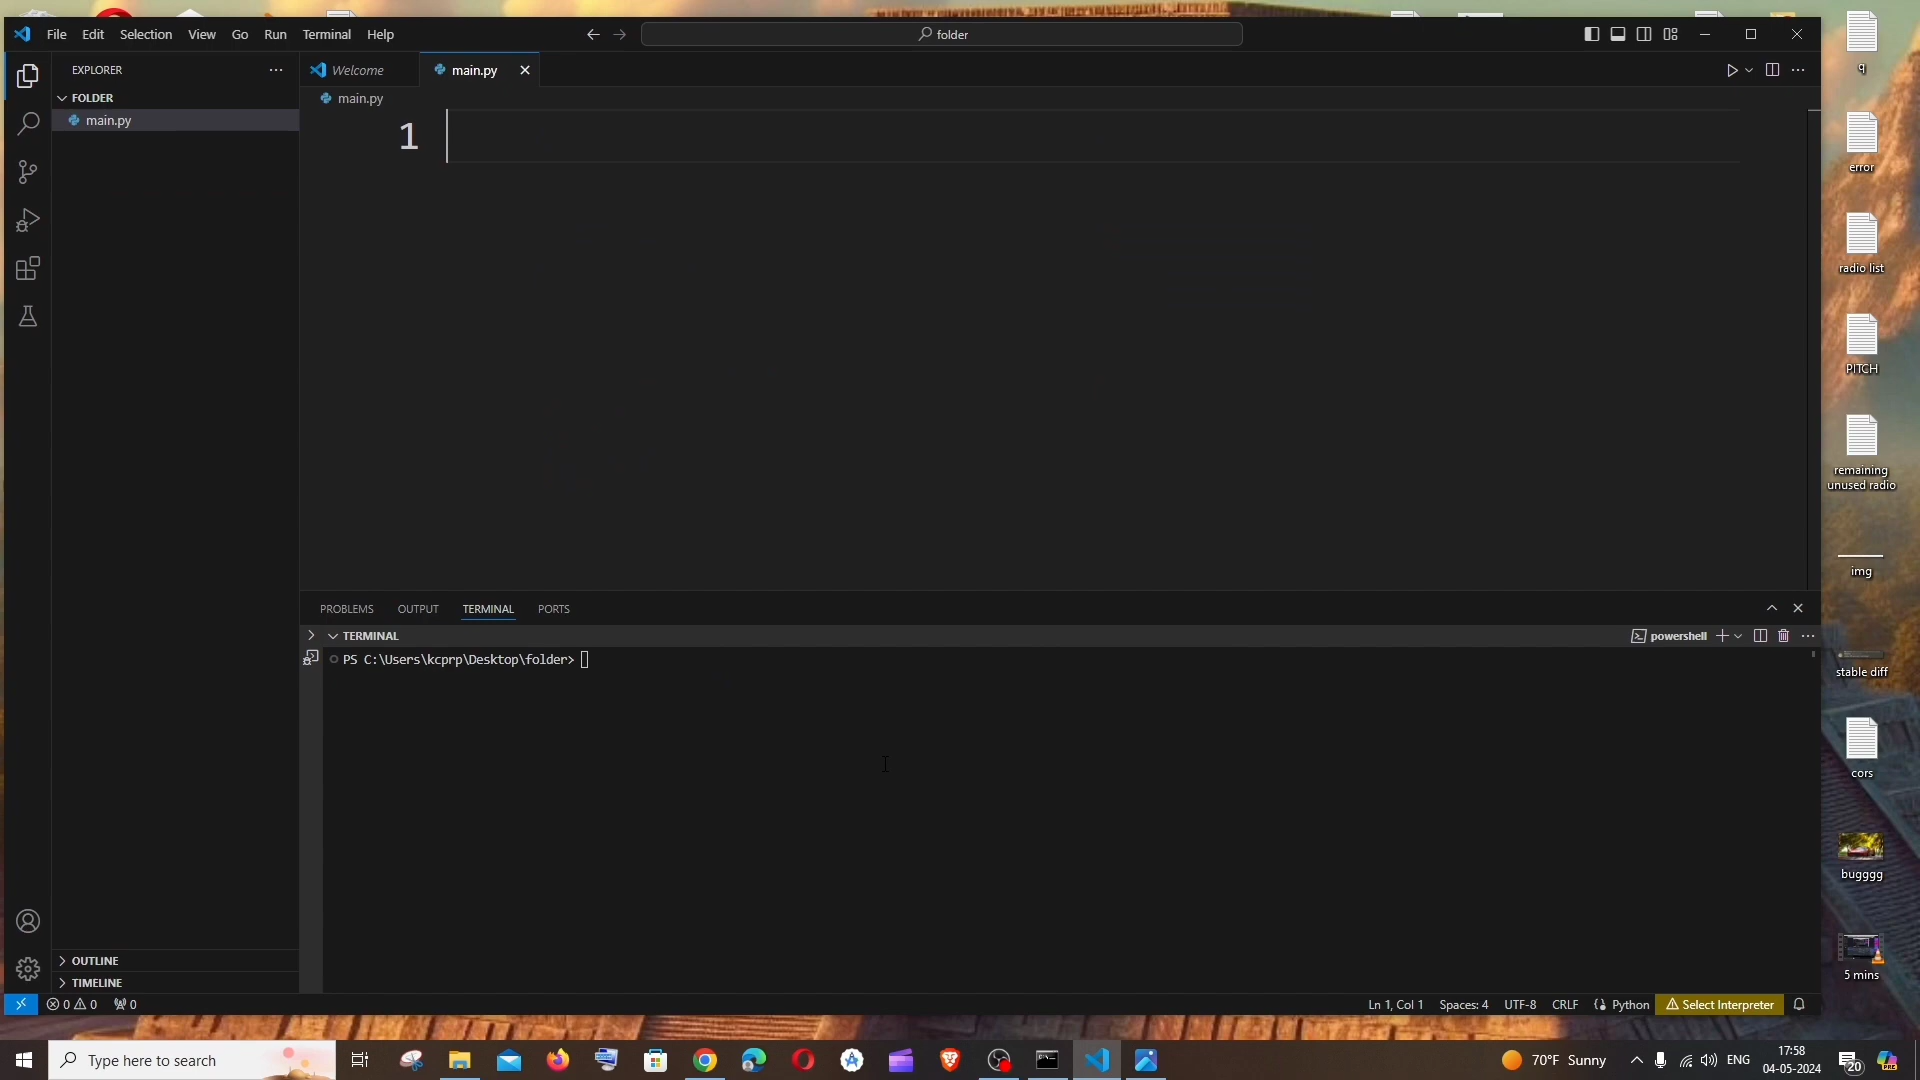 File Edit Selection View Go Run Terminal Help
folder
EXPLORER
FOLDER
main.py
Welcome
main.py
main.py
1
PROBLEMS OUTPUT TERMINAL PORTS
TERMINAL
powershell
PS C:\Users\kcprp\Desktop\folder>
OUTLINE
TIMELINE
0 0 0
Ln 1, Col 1 Spaces: 4 UTF-8 CRLF Python Select Interpreter
q
error
radio list
PITCH
remaining
unused radio
img
stable diff
cors
bugggg
5 mins
Type here to search
70°F Sunny
ENG
17:58
04-05-2024
20
PRE